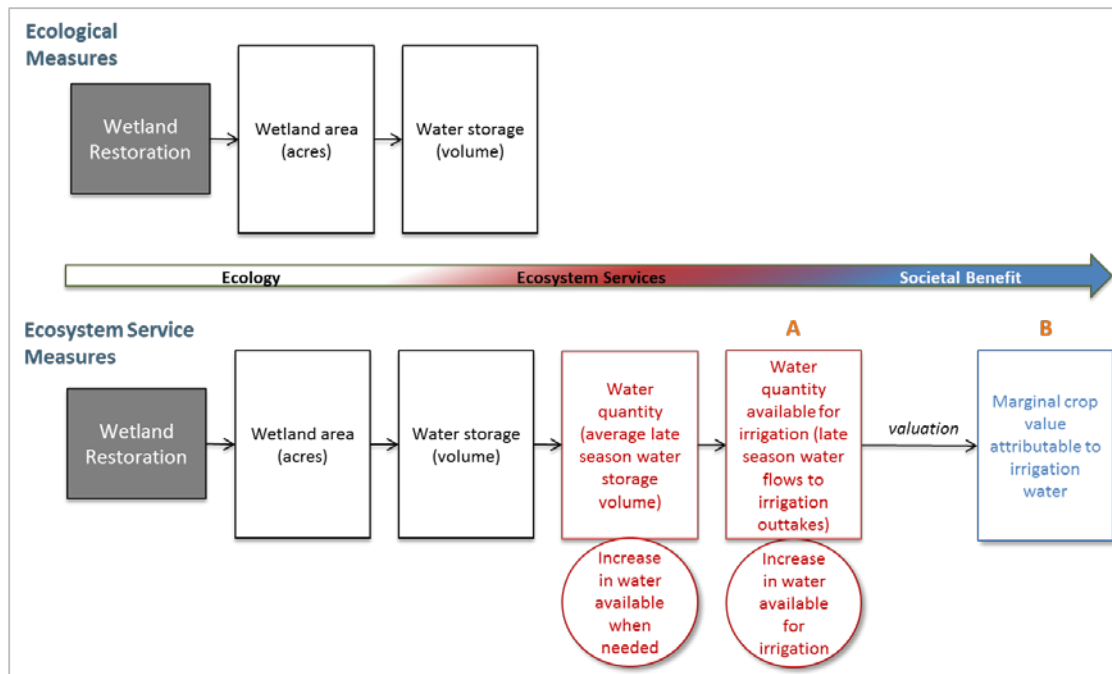 Ecological
Measures
Wetland
Restoration
Wetland area
(acres)
Water storage
(volume)
Ecology
Ecosystem Services
Societal Benefit
Ecosystem Service
Measures
A
B
Wetland
Restoration
Wetland area
(acres)
Water storage
(volume)
Water
quantity
(average late
season water
storage
volume)
Water
quantity
available for
irrigation (late
season water
flows to
irrigation
outtakes)
valuation
Marginal crop
value
attributable to
irrigation
water
Increase
in water
available
when
needed
Increase
in water
available
for
irrigation